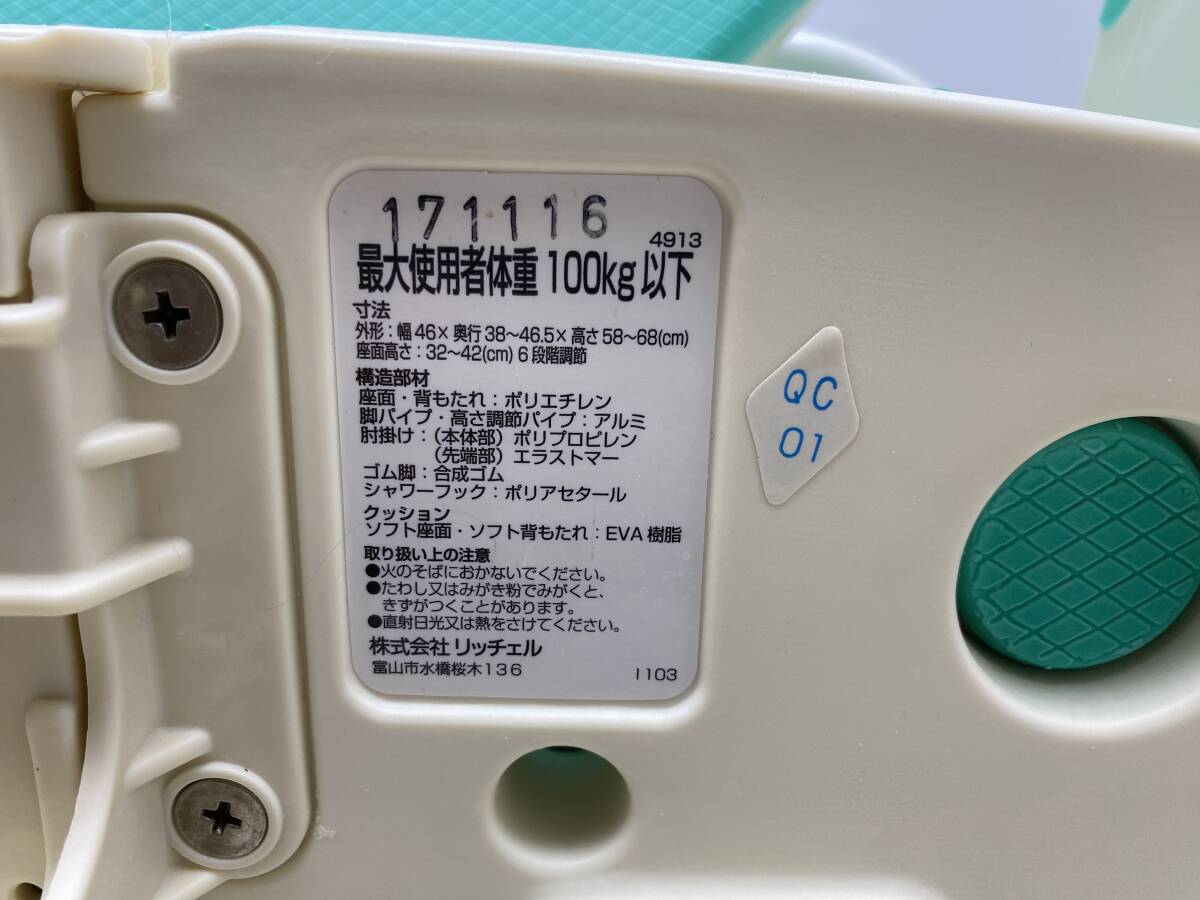 171116
4913
最大使用者体重 100kg 以下
寸法
外形：幅 46× 奥行 38〜46.5× 高さ 58〜68(cm)
座面高さ：32〜42(cm) 6 段階調節
構造部材
座面・背もたれ：ポリエチレン
脚パイプ・高さ調節パイプ：アルミ
肘掛け：（本体部）ポリプロピレン
（先端部）エラストマー
ゴム脚：合成ゴム
シャワーフック：ポリアセタール
クッション
ソフト座面・ソフト背もたれ：EVA 樹脂
取り扱い上の注意
●火のそばにおかないでください。
●たわし又はみがき粉でみがくと、
きずがつくことがあります。
●直射日光又は熱をさけてください。
株式会社 リッチェル
富山市水橋桜木136
I103
QC
01